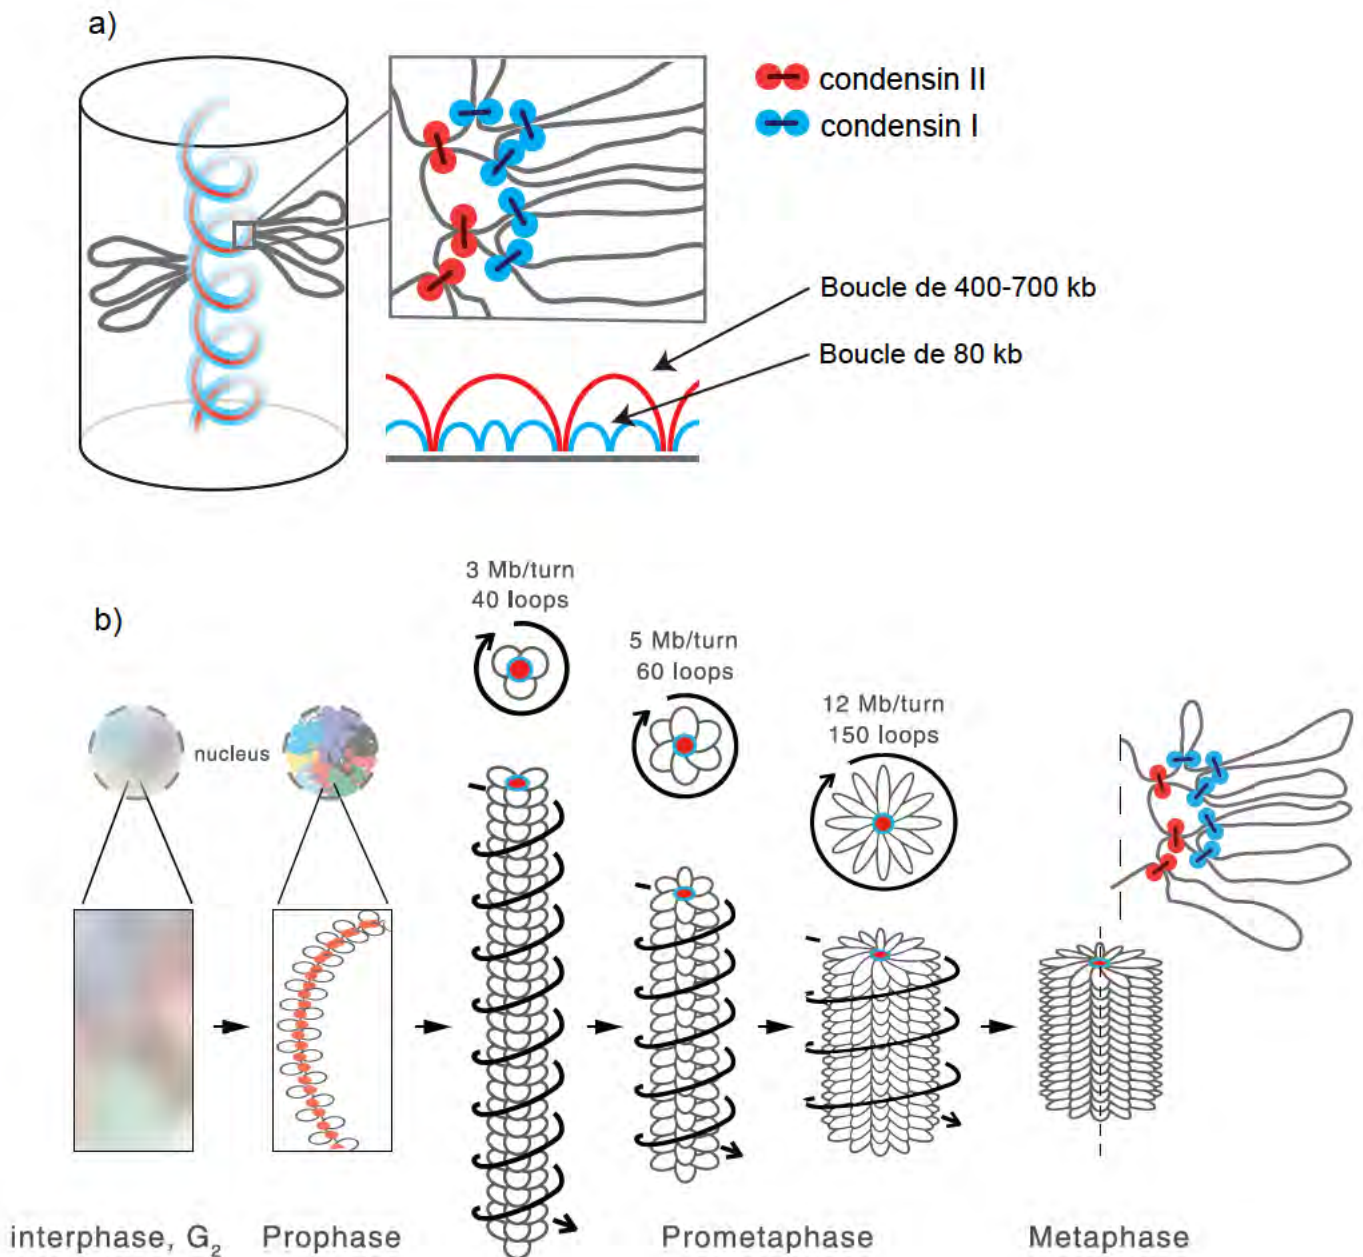 a)
condensin II
condensin I
Boucle de 400-700 kb
Boucle de 80 kb
b)
3 Mb/turn
40 loops
5 Mb/turn
60 loops
12 Mb/turn
150 loops
nucleus
interphase, G₂
Prophase
Prometaphase
Metaphase